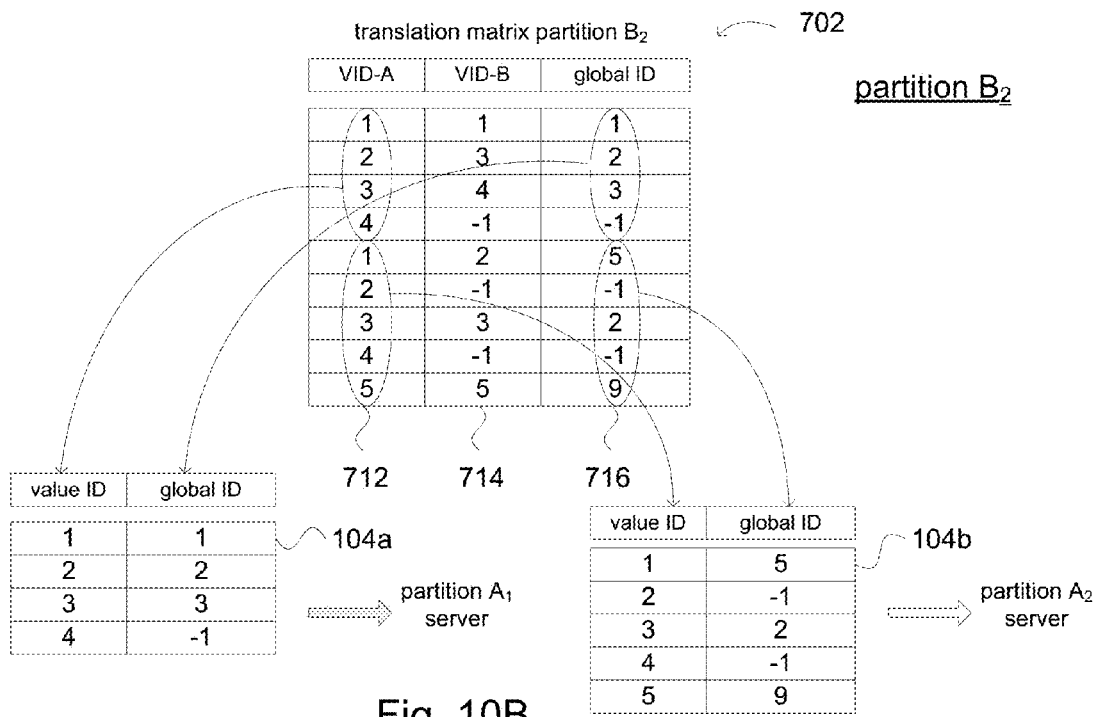 translation matrix partition B2
702
partition B2
VID-A VID-B global ID
1 1 1
2 3 2
3 4 3
4 -1 -1
1 2 5
2 -1 -1
3 3 2
4 -1 -1
5 5 9
712 714 716
value ID global ID
1 1
2 2
3 3
4 -1
104a
partition A1
server
value ID global ID
1 5
2 -1
3 2
4 -1
5 9
104b
partition A2
server
Fig. 10B